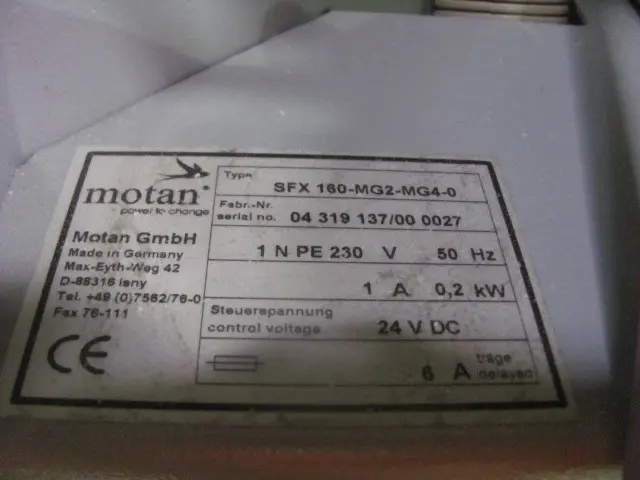 motan®
power to change
Motan GmbH
Made in Germany
Max-Eyth-Weg 42
D-88316 Isny
Tel. +49 (0)7562/76-0
Fax 76-111
CE
Type SFX 160-MG2-MG4-0
Fabr.-Nr.
serial no. 04 319 137/00 0027
1 N PE 230 V 50 Hz
1 A 0,2 kW
Steuerspannung
control voltage 24 V DC
6 A träge
delayed